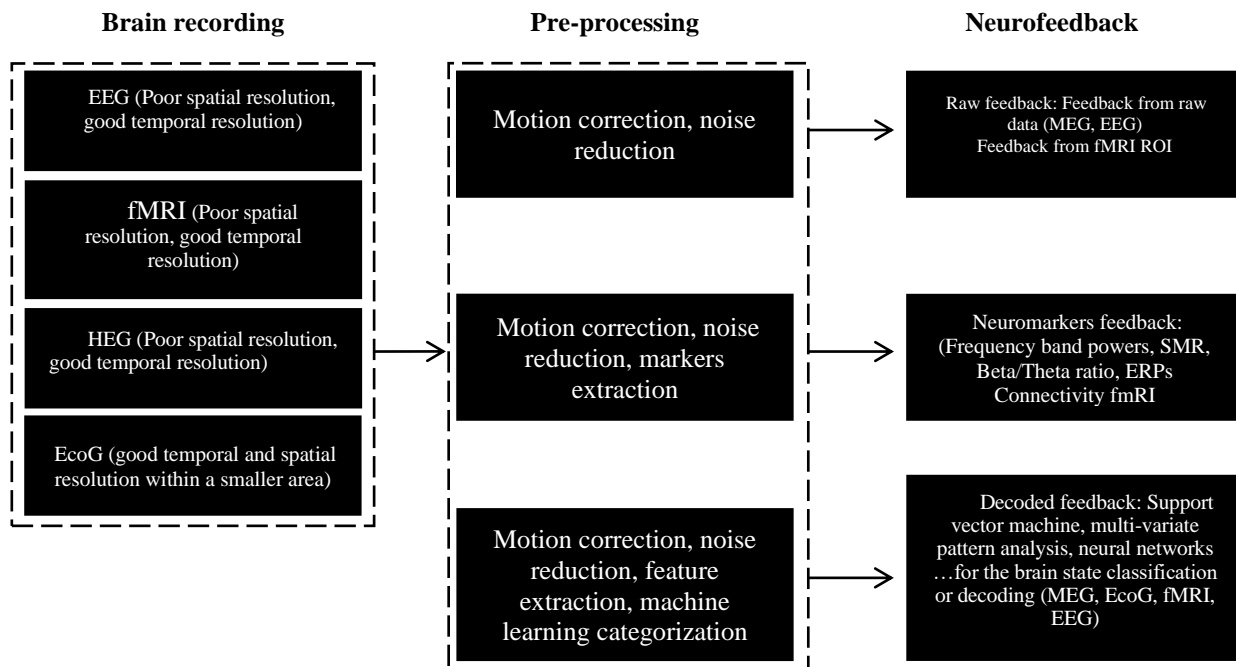 Brain recording
EEG (Poor spatial resolution,
good temporal resolution)
fMRI (Poor spatial
resolution, good temporal
resolution)
HEG (Poor spatial resolution,
good temporal resolution)
EcoG (good temporal and spatial
resolution within a smaller area)
Pre-processing
Motion correction, noise
reduction
Motion correction, noise
reduction, markers
extraction
Motion correction, noise
reduction, feature
extraction, machine
learning categorization
Neurofeedback
Raw feedback: Feedback from raw
data (MEG, EEG)
Feedback from fMRI ROI
Neuromarkers feedback:
(Frequency band powers, SMR,
Beta/Theta ratio, ERPs
Connectivity fmRI
Decoded feedback: Support
vector machine, multi-variate
pattern analysis, neural networks
…for the brain state classification
or decoding (MEG, EcoG, fMRI,
EEG)